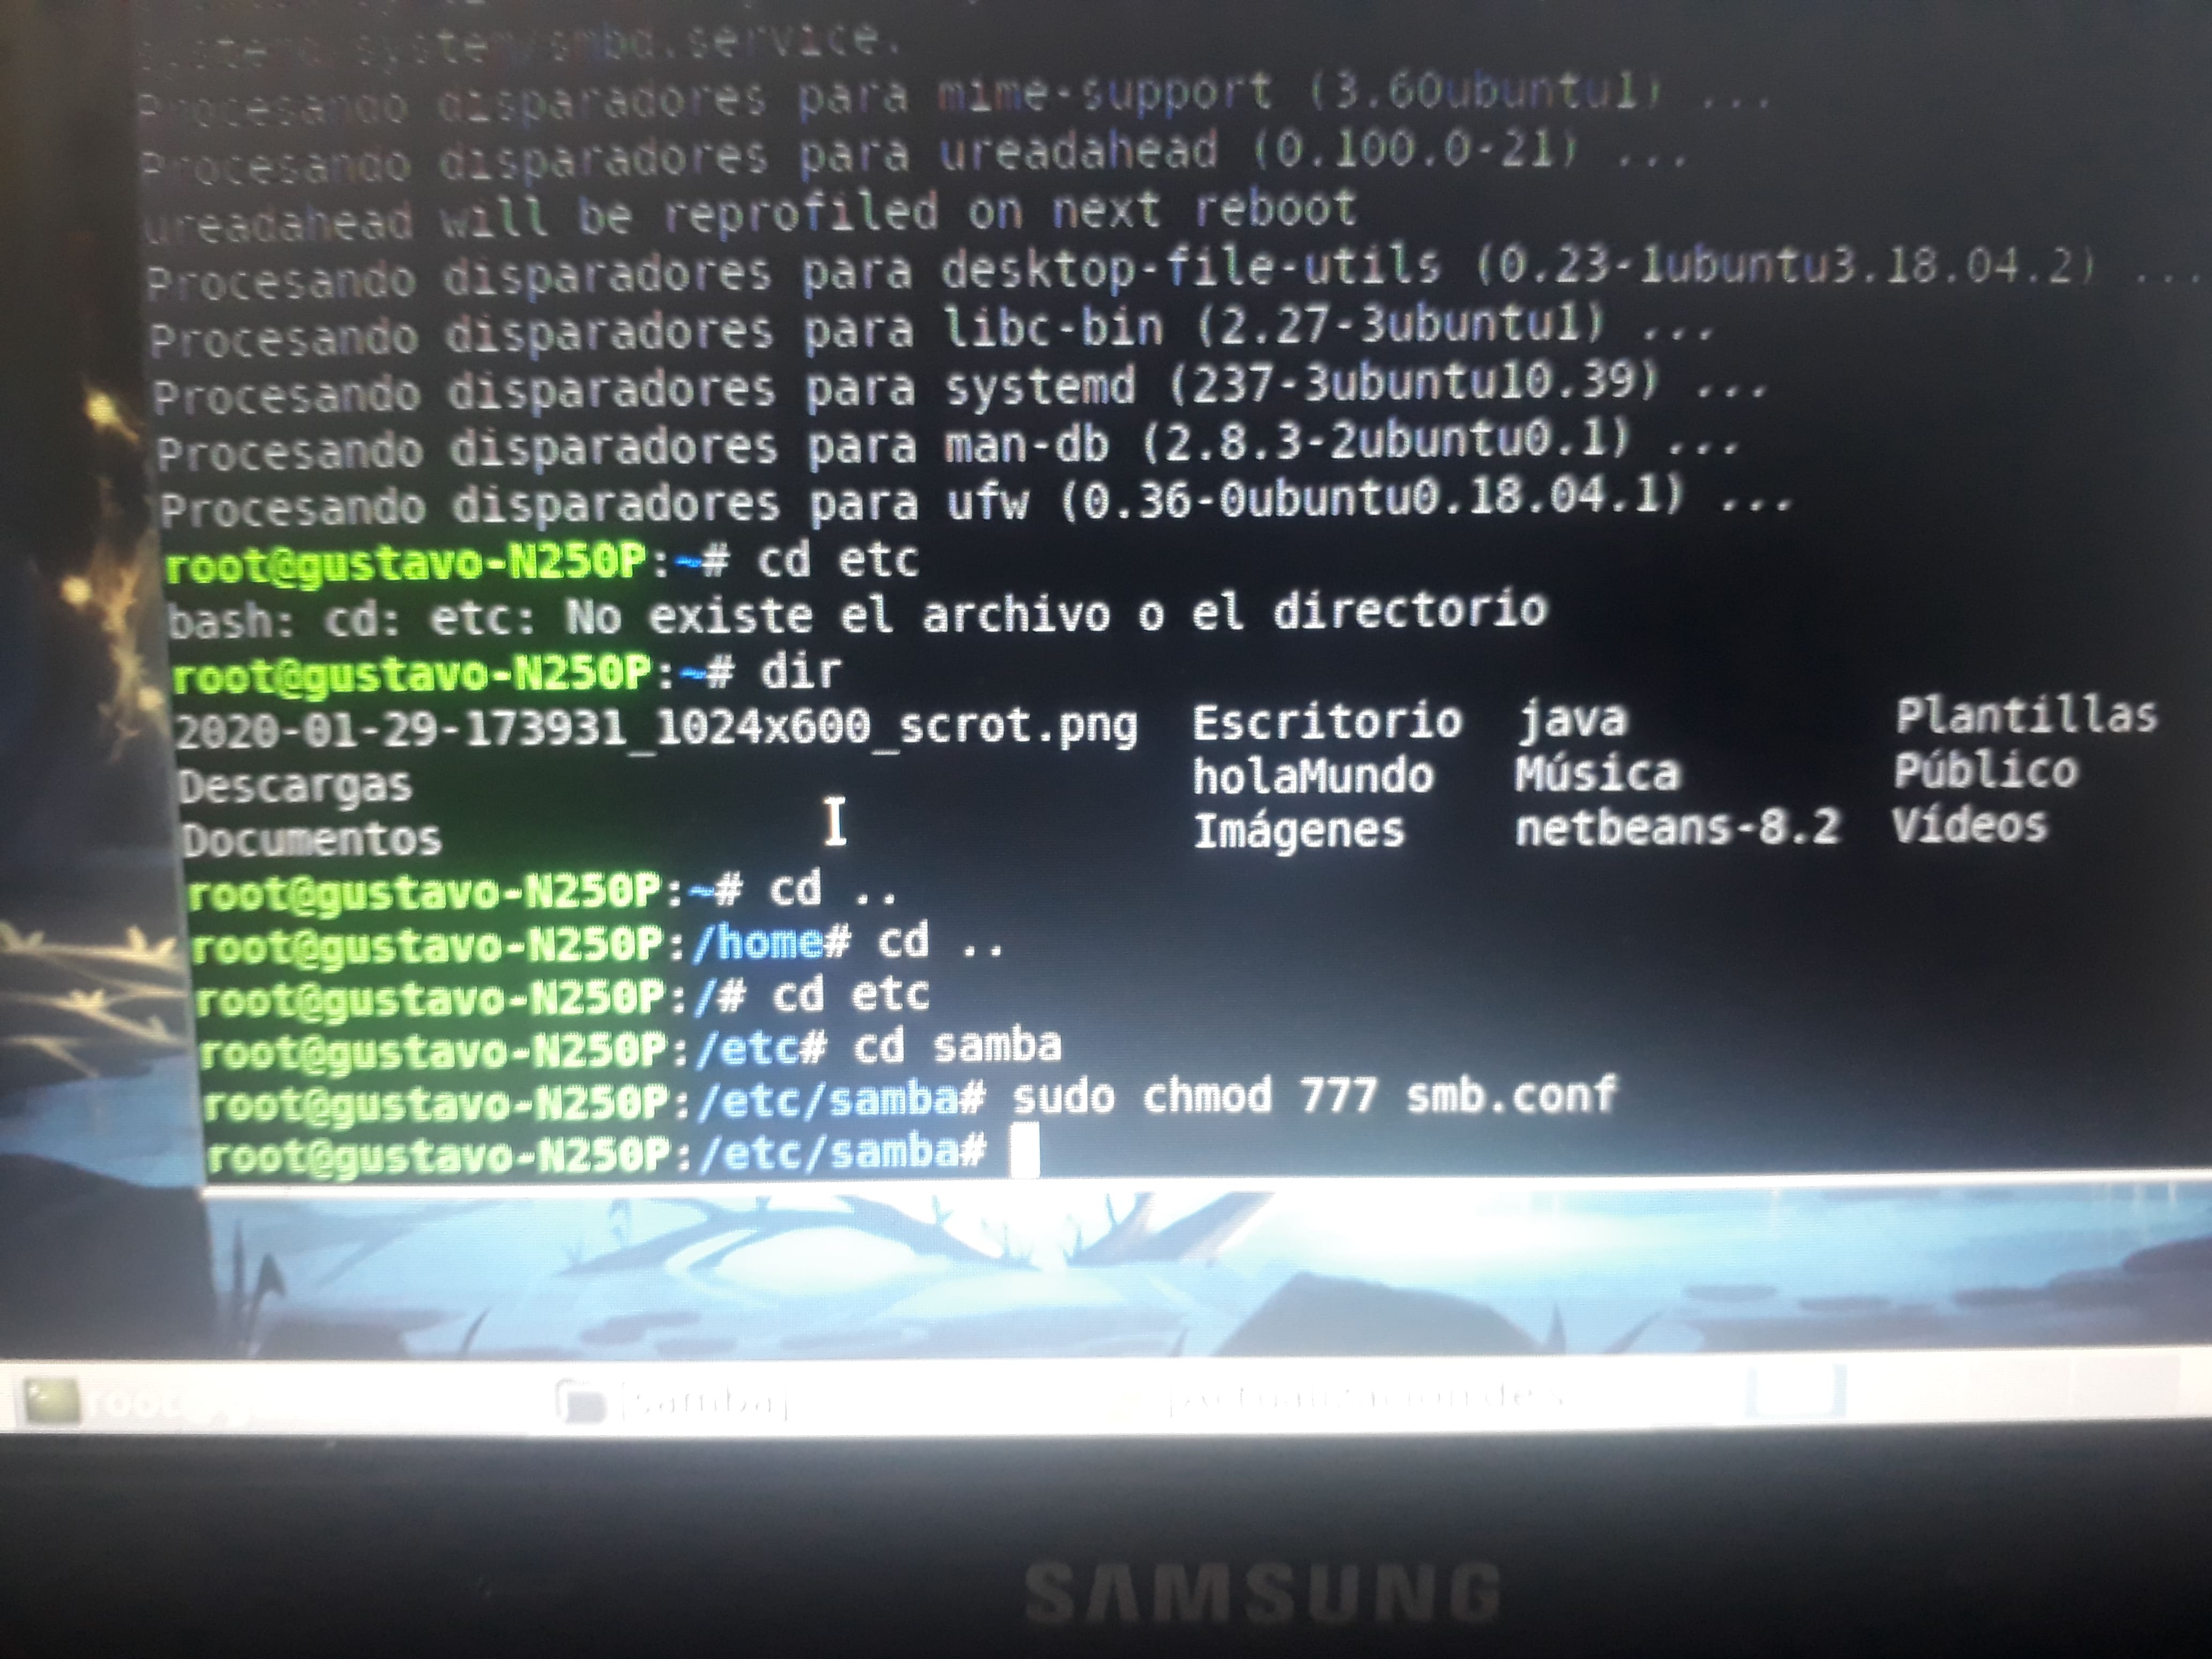 system/smbd.service.
Procesando disparadores para mime-support (3.60ubuntu1) ...
Procesando disparadores para ureadahead (0.100.0-21) ...
ureadahead will be reprofiled on next reboot
Procesando disparadores para desktop-file-utils (0.23-1ubuntu3.18.04.2) ...
Procesando disparadores para libc-bin (2.27-3ubuntu1) ...
Procesando disparadores para systemd (237-3ubuntu10.39) ...
Procesando disparadores para man-db (2.8.3-2ubuntu0.1) ...
Procesando disparadores para ufw (0.36-0ubuntu0.18.04.1) ...
root@gustavo-N250P:~# cd etc
bash: cd: etc: No existe el archivo o el directorio
root@gustavo-N250P:~# dir
2020-01-29-173931_1024x600_scrot.png Escritorio java Plantillas
Descargas holaMundo Música Público
Documentos Imágenes netbeans-8.2 Vídeos
root@gustavo-N250P:~# cd ..
root@gustavo-N250P:/home# cd ..
root@gustavo-N250P:/# cd etc
root@gustavo-N250P:/etc# cd samba
root@gustavo-N250P:/etc/samba# sudo chmod 777 smb.conf
root@gustavo-N250P:/etc/samba#
[samba]
SAMSUNG